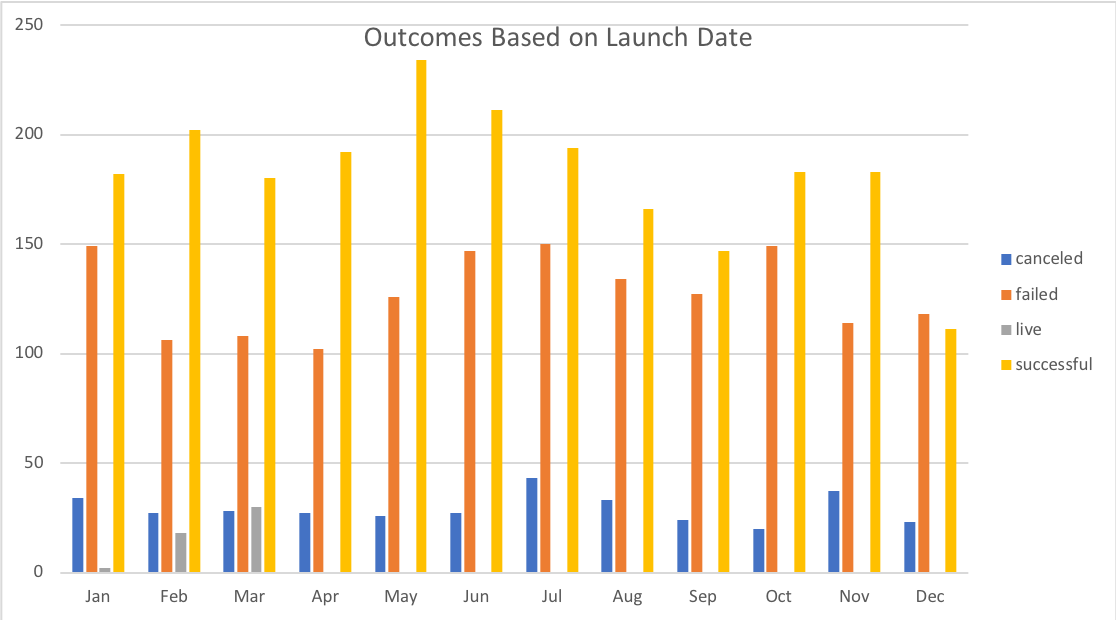 Outcomes Based on Launch Date
250
200
150
100
50
0
Jan Feb Mar Apr May Jun Jul Aug Sep Oct Nov Dec
canceled
failed
live
successful